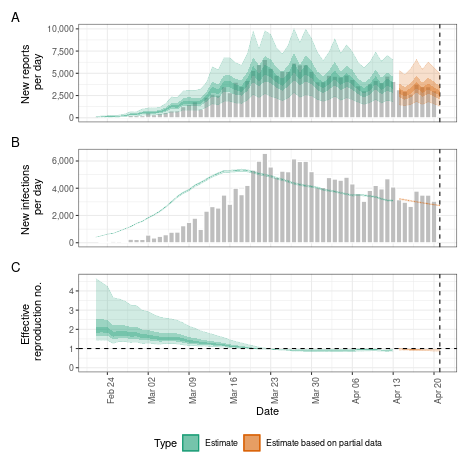 A
New reports
per day
10,000
7,500
5,000
2,500
0
B
New infections
per day
6,000
4,000
2,000
0
C
Effective
reproduction no.
4
3
2
1
0
Feb 24
Mar 02
Mar 09
Mar 16
Mar 23
Mar 30
Apr 06
Apr 13
Apr 20
Date
Type Estimate Estimate based on partial data